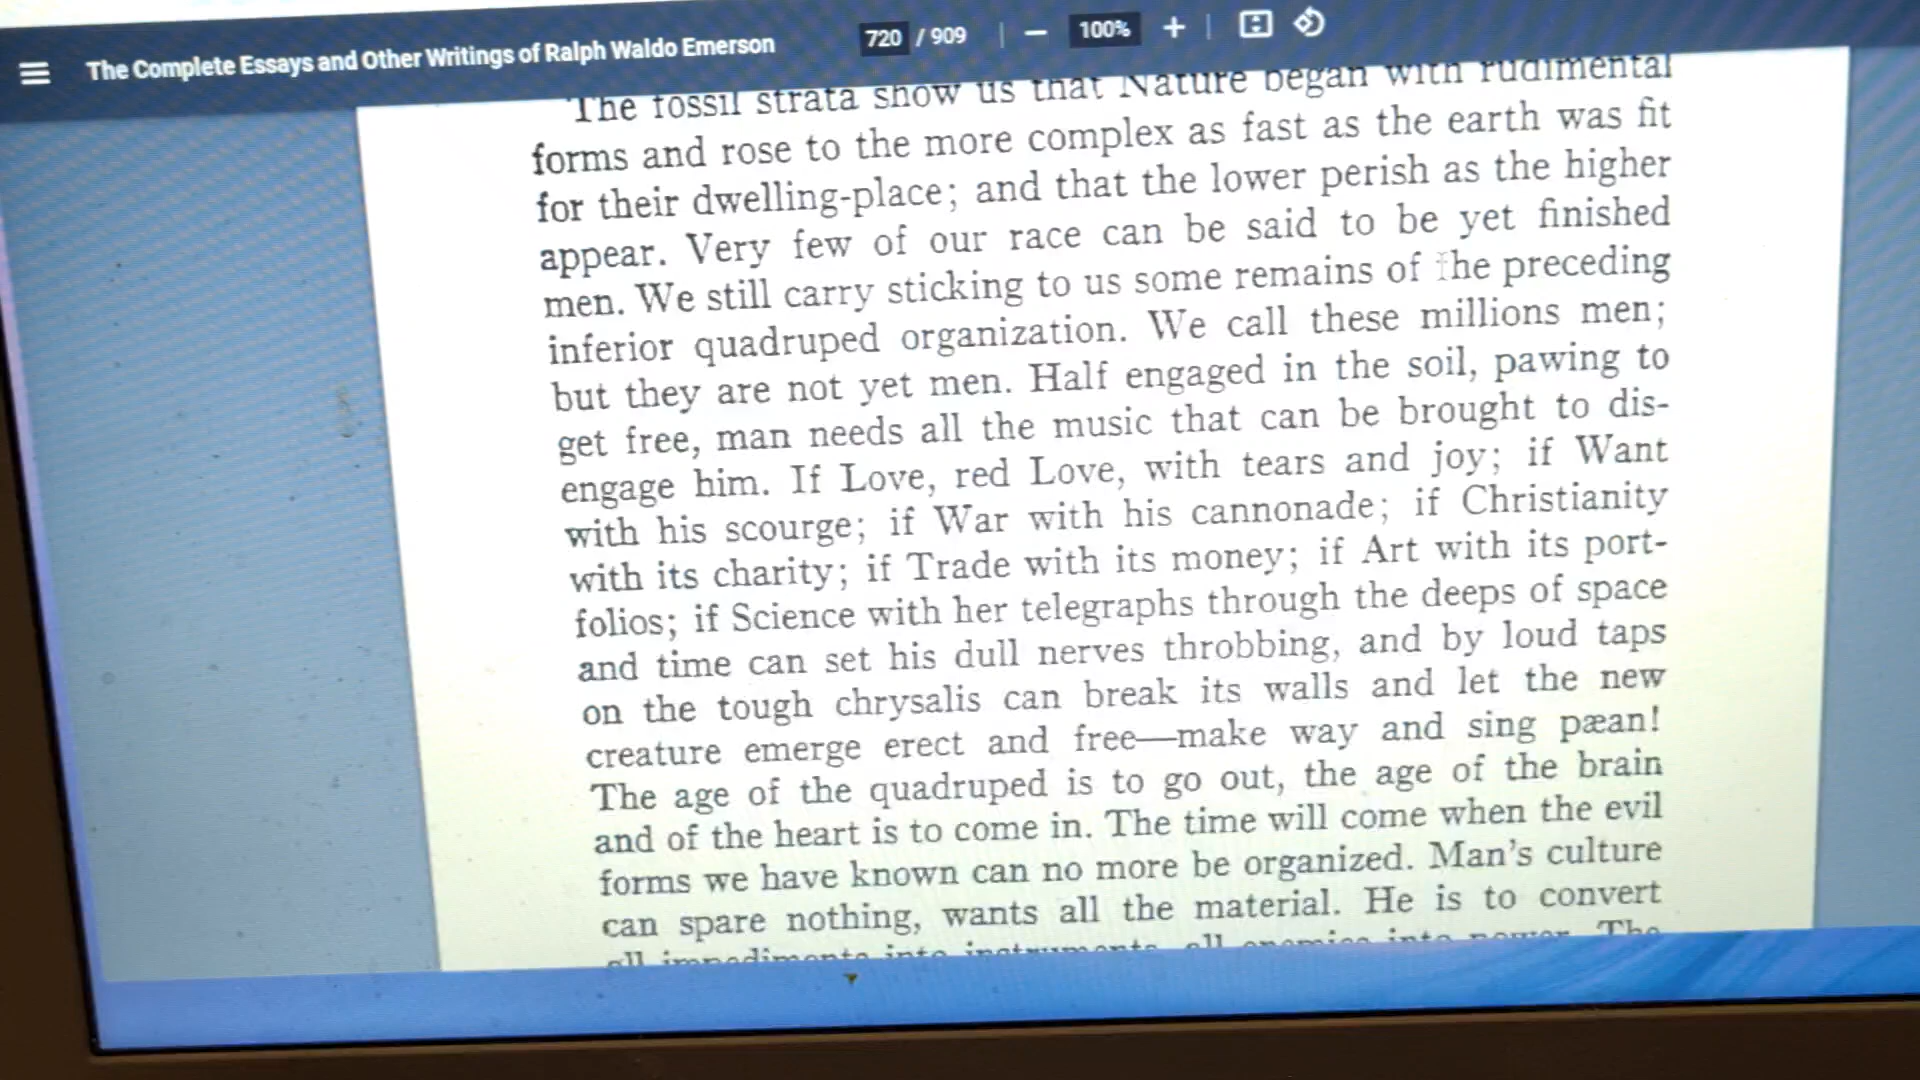 The Complete Essays and Other Writings of Ralph Waldo Emerson
720 / 909
100%
The fossil strata show us that Nature began with rudimental
forms and rose to the more complex as fast as the earth was fit
for their dwelling-place; and that the lower perish as the higher
appear. Very few of our race can be said to be yet finished
men. We still carry sticking to us some remains of the preceding
inferior quadruped organization. We call these millions men;
but they are not yet men. Half engaged in the soil, pawing to
get free, man needs all the music that can be brought to dis-
engage him. If Love, red Love, with tears and joy; if Want
with his scourge; if War with his cannonade; if Christianity
with its charity; if Trade with its money; if Art with its port-
folios; if Science with her telegraphs through the deeps of space
and time can set his dull nerves throbbing, and by loud taps
on the tough chrysalis can break its walls and let the new
creature emerge erect and free—make way and sing pæan!
The age of the quadruped is to go out, the age of the brain
and of the heart is to come in. The time will come when the evil
forms we have known can no more be organized. Man's culture
can spare nothing, wants all the material. He is to convert
all impediments into instruments, all enemies into power. The